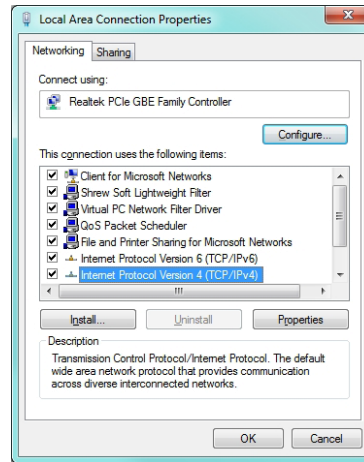 Local Area Connection Properties
Networking
Sharing
Connect using:
Realtek PCIe GBE Family Controller
Configure...
This connection uses the following items:
Client for Microsoft Networks
Shrew Soft Lightweight Filter
Virtual PC Network Filter Driver
QoS Packet Scheduler
File and Printer Sharing for Microsoft Networks
Internet Protocol Version 6 (TCP/IPv6)
Internet Protocol Version 4 (TCP/IPv4)
Install...
Uninstall
Properties
Description
Transmission Control Protocol/Internet Protocol. The default
wide area network protocol that provides communication
across diverse interconnected networks.
OK
Cancel